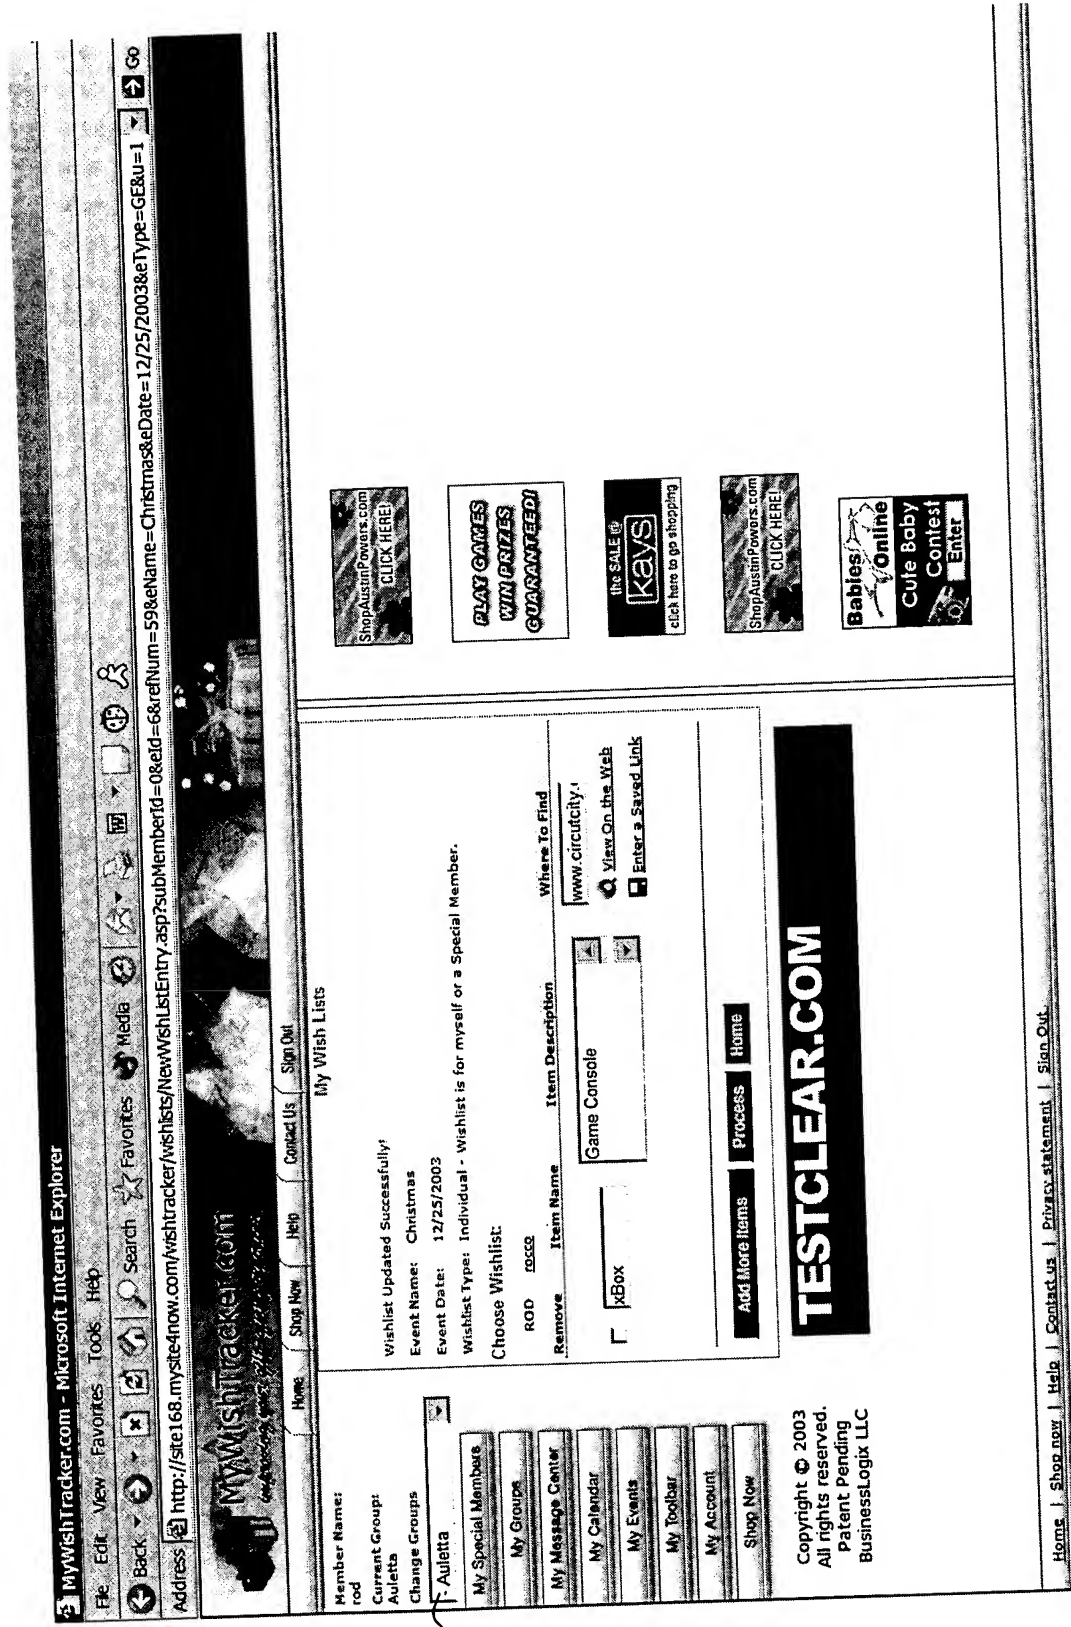 MyWishTracker.com - Microsoft Internet Explorer
File Edit View Favorites Tools Help
Back Search Favorites Media
Address http://site168.mysite4now.com/wishtracker/wishlists/NewWishListEntry.asp?subMemberId=0&eId=6&refNum=59&eName=Christmas&eDate=12/25/2003&eType=GE&u=1 Go
MyWishTracker.com
Home Shop Now Help Contact Us Sign Out
Member Name:
rod
Current Group:
Auletta
Change Groups
Auletta
My Special Members
My Groups
My Message Center
My Calendar
My Events
My Toolbar
My Account
Shop Now
Copyright © 2003
All rights reserved.
Patent Pending
BusinessLogix LLC
My Wish Lists
Wishlist Updated Successfully!
Event Name: Christmas
Event Date: 12/25/2003
Wishlist Type: Individual - Wishlist is for myself or a Special Member.
Choose Wishlist:
ROD rocco
Remove Item Name Item Description Where To Find
xBox Game Console www.circutcity.
View On the Web
Enter a Saved Link
Add More Items Process Home
TESTCLEAR.COM
ShopAustinPowers.com
CLICK HERE!
PLAY GAMES
WIN PRIZES
GUARANTEED!
the SALE @
kays
click here to go shopping
ShopAustinPowers.com
CLICK HERE!
Babies Online
Cute Baby
Contest
Enter
Home | Shop now | Help | Contact us | Privacy statement | Sign Out